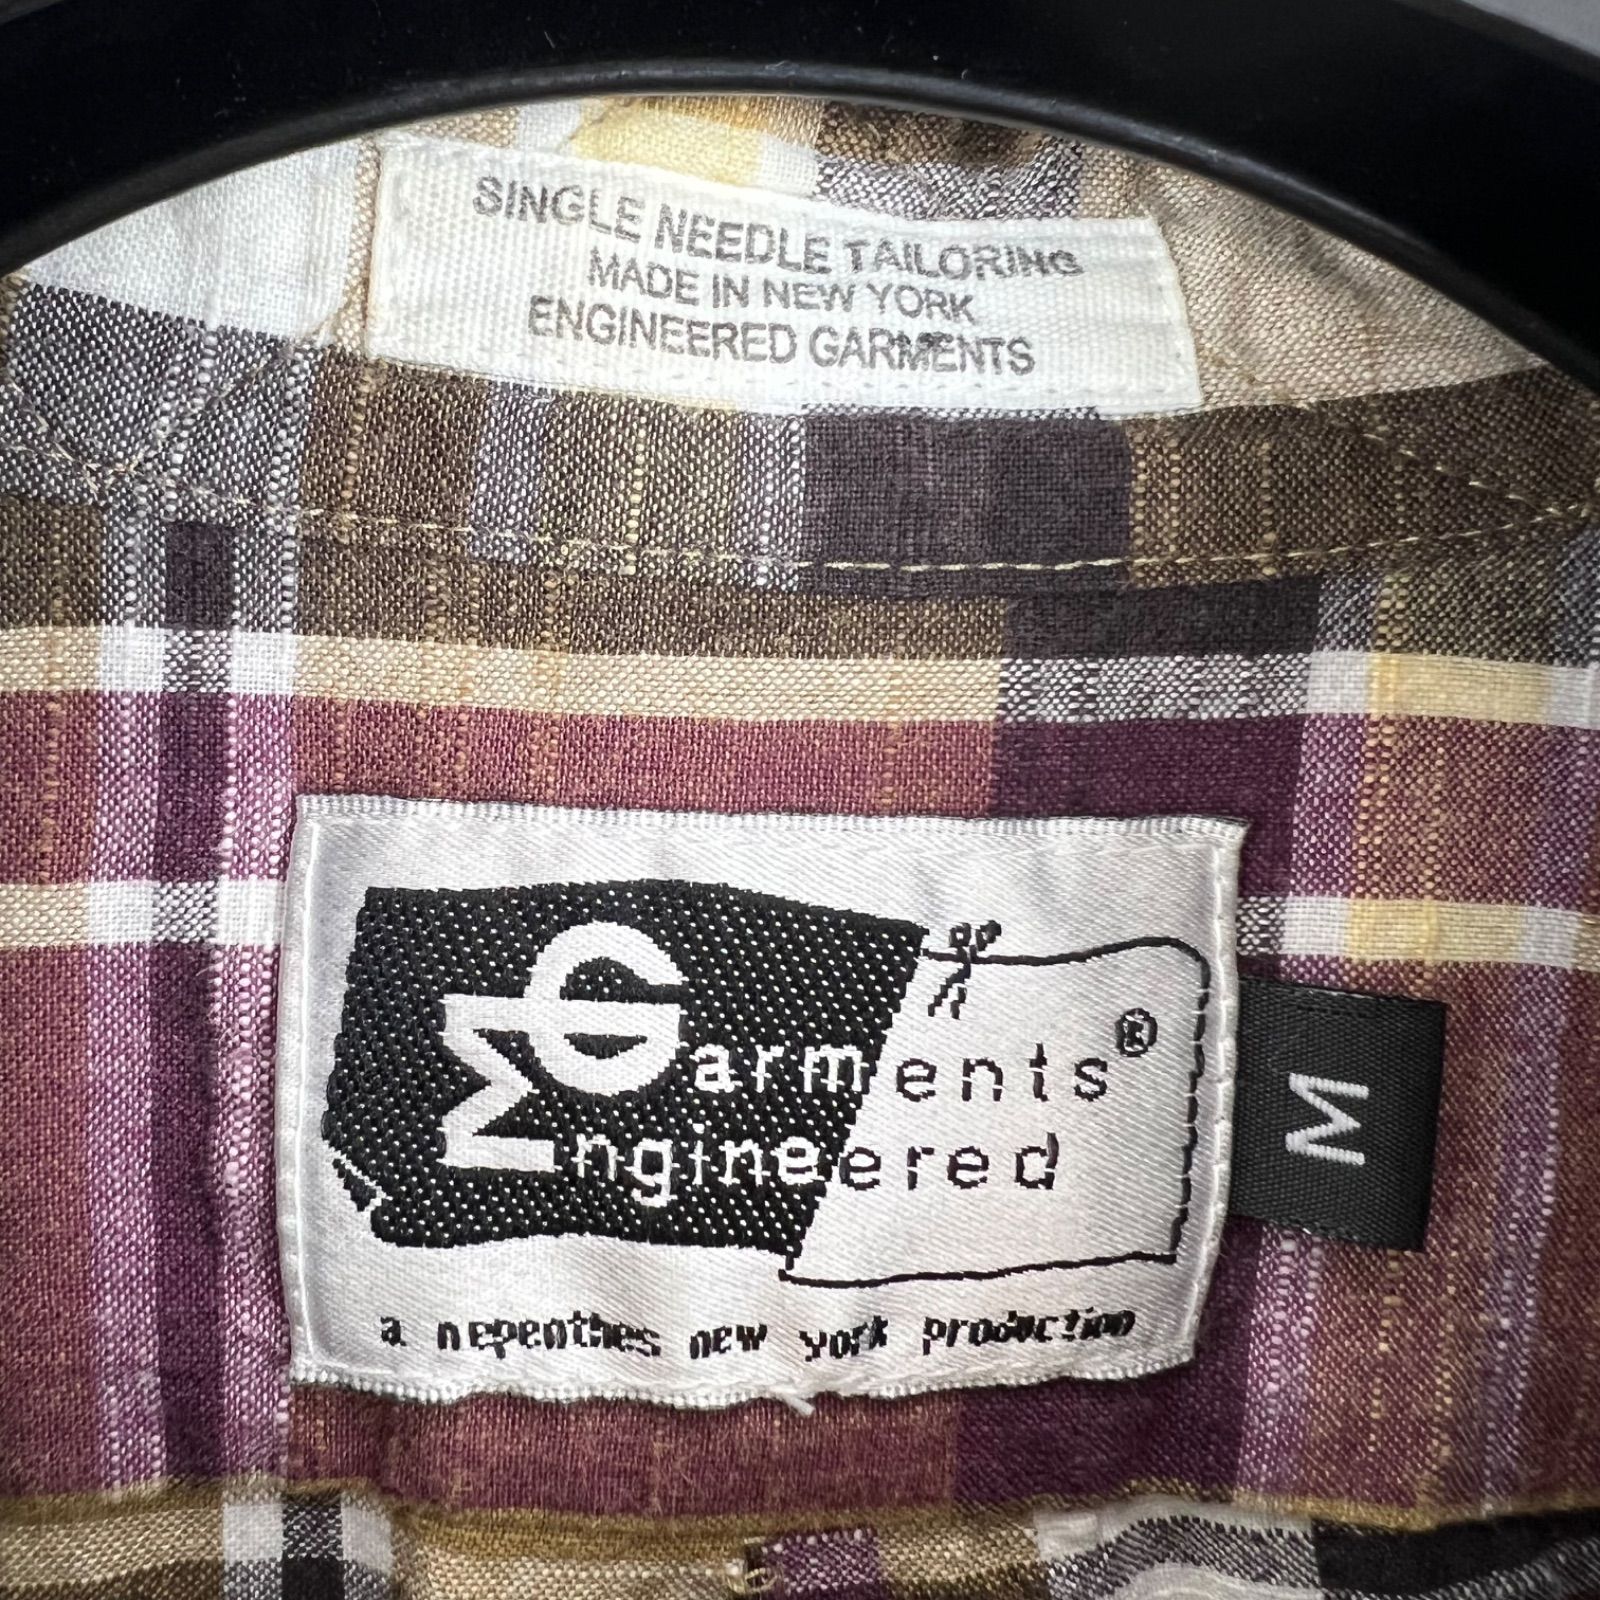 SINGLE NEEDLE TAILORING
MADE IN NEW YORK
ENGINEERED GARMENTS
Garments®
Engineered
M
a nepenthes new york production